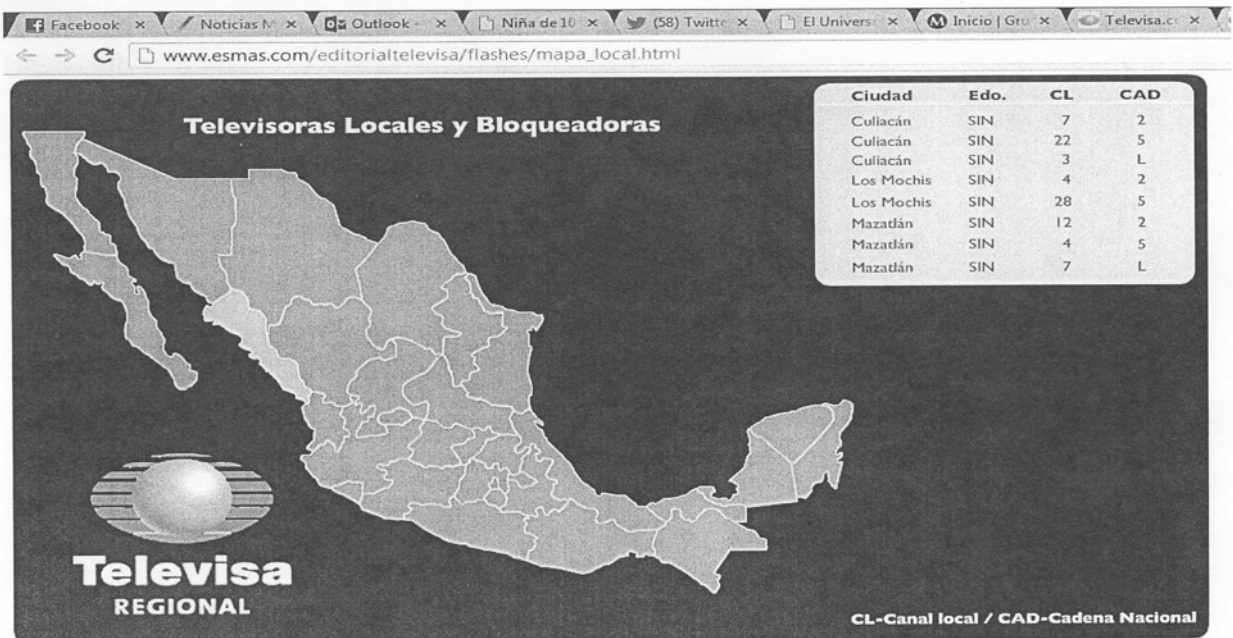 Facebook × Noticias M × Outlook - × Niña de 10 × (58) Twitte × El Universa × Inicio | Gru × Televisa.c ×
www.esmas.com/editorialtelevisa/flashes/mapa_local.html
Televisoras Locales y Bloqueadoras
Ciudad Edo. CL CAD
Culiacán SIN 7 2
Culiacán SIN 22 5
Culiacán SIN 3 L
Los Mochis SIN 4 2
Los Mochis SIN 28 5
Mazatlán SIN 12 2
Mazatlán SIN 4 5
Mazatlán SIN 7 L
Televisa
REGIONAL
CL-Canal local / CAD-Cadena Nacional